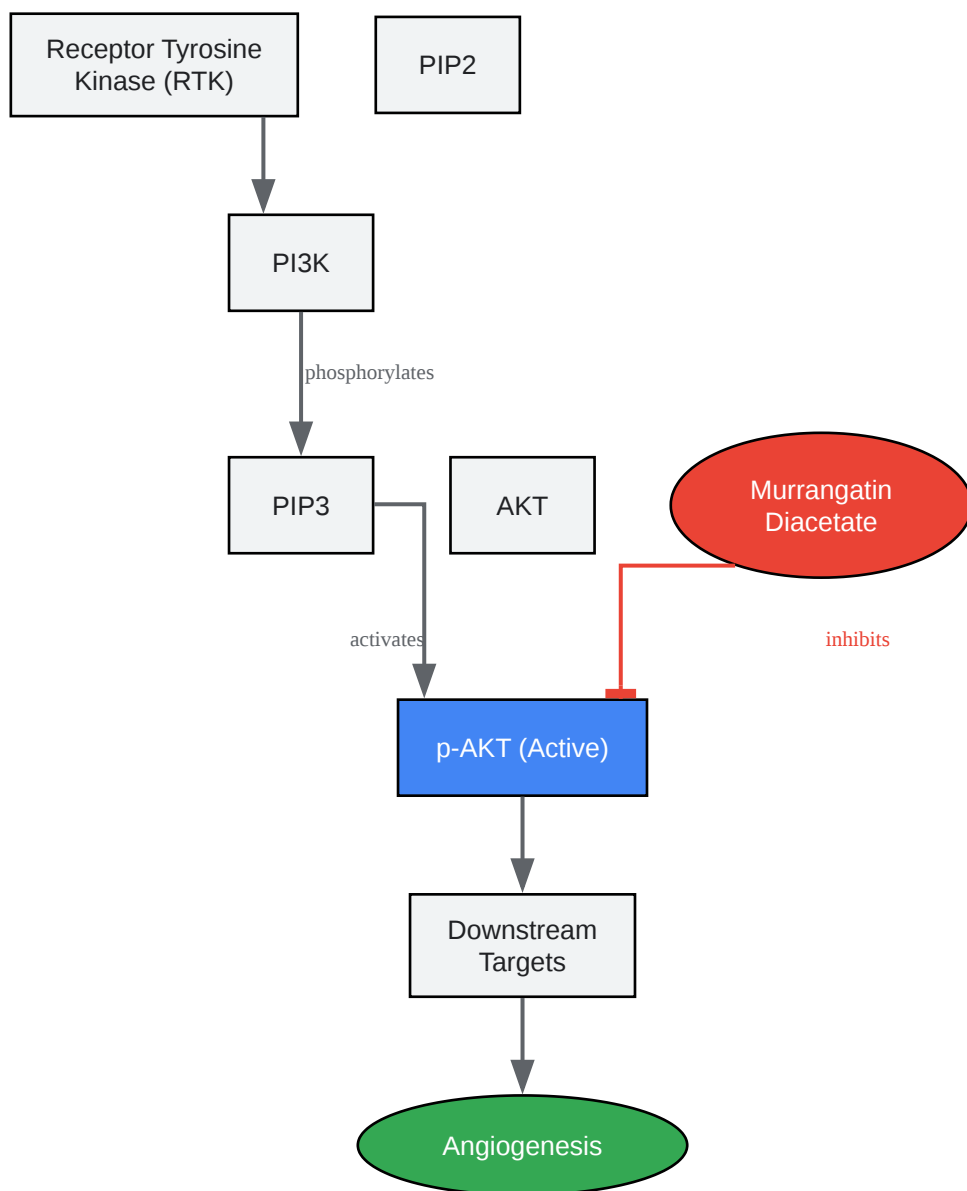 Receptor Tyrosine
Kinase (RTK)
PIP2
PI3K
phosphorylates
PIP3
AKT
Murrangatin
Diacetate
activates
inhibits
p-AKT (Active)
Downstream
Targets
Angiogenesis